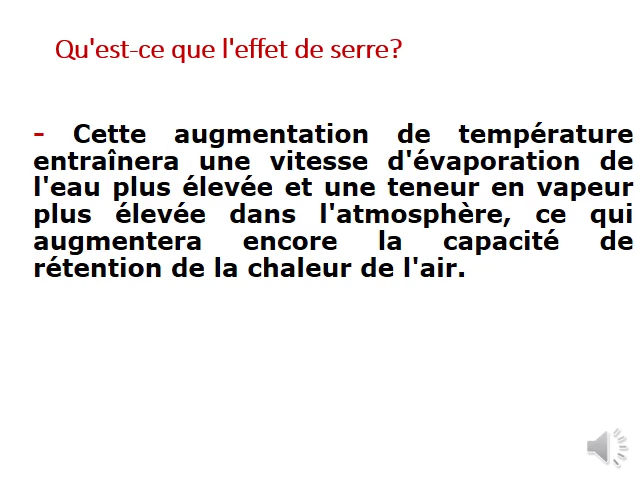 Qu'est-ce que l'effet de serre?
- Cette augmentation de température
entraînera une vitesse d'évaporation de
l'eau plus élevée et une teneur en vapeur
plus élevée dans l'atmosphère, ce qui
augmentera encore la capacité de
rétention de la chaleur de l'air.